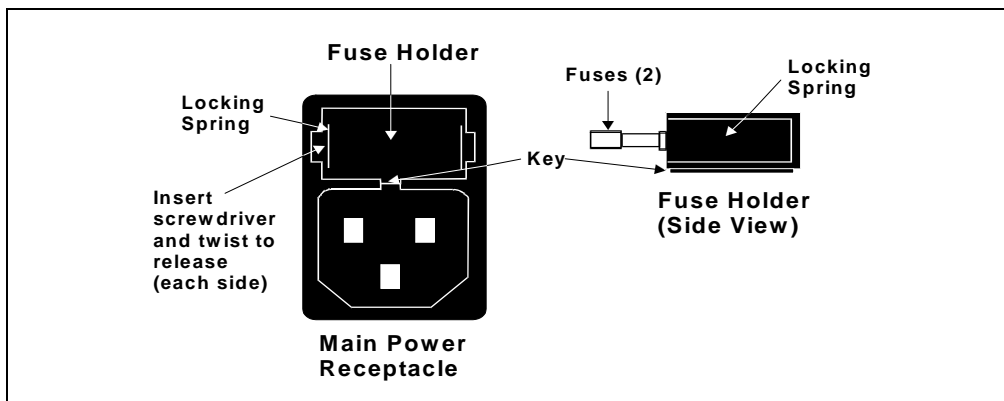 Fuse Holder
Locking
Spring
Insert
screwdriver
and twist to
release
(each side)
Key
Main Power
Receptacle
Fuses (2)
Locking
Spring
Fuse Holder
(Side View)